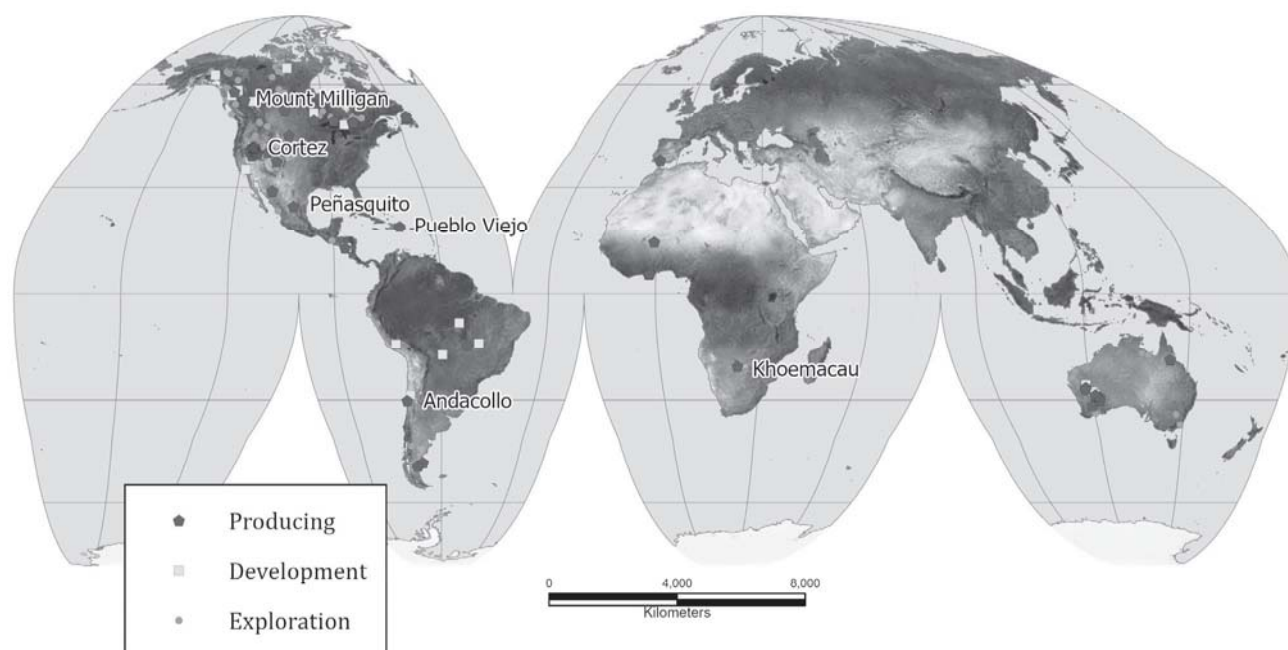 Mount Milligan
Cortez
Peñasquito
Pueblo Viejo
Khoemacau
Andacollo
Producing
Development
Exploration
0 4,000 8,000
Kilometers